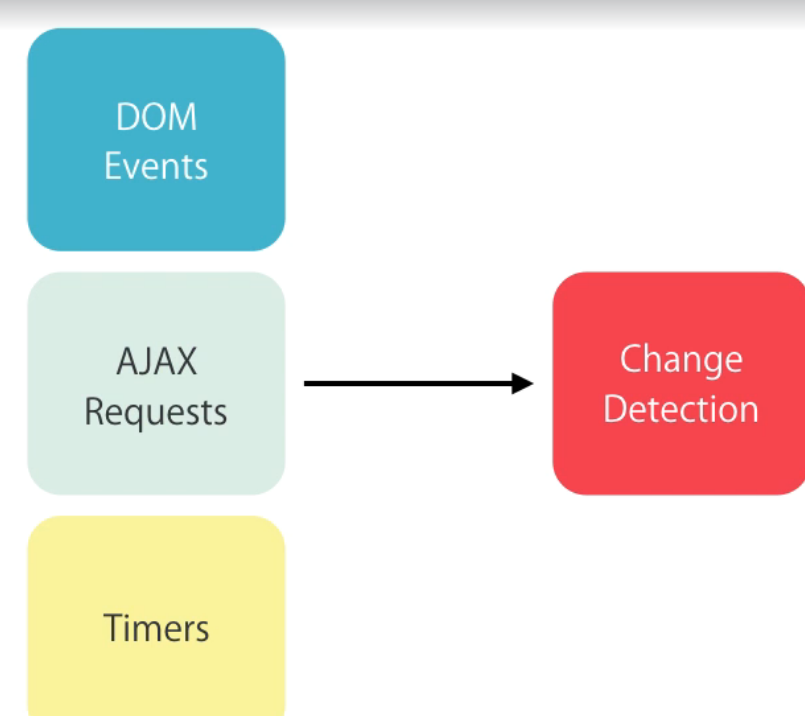 DOM
Events
AJAX
Requests
Change
Detection
Timers